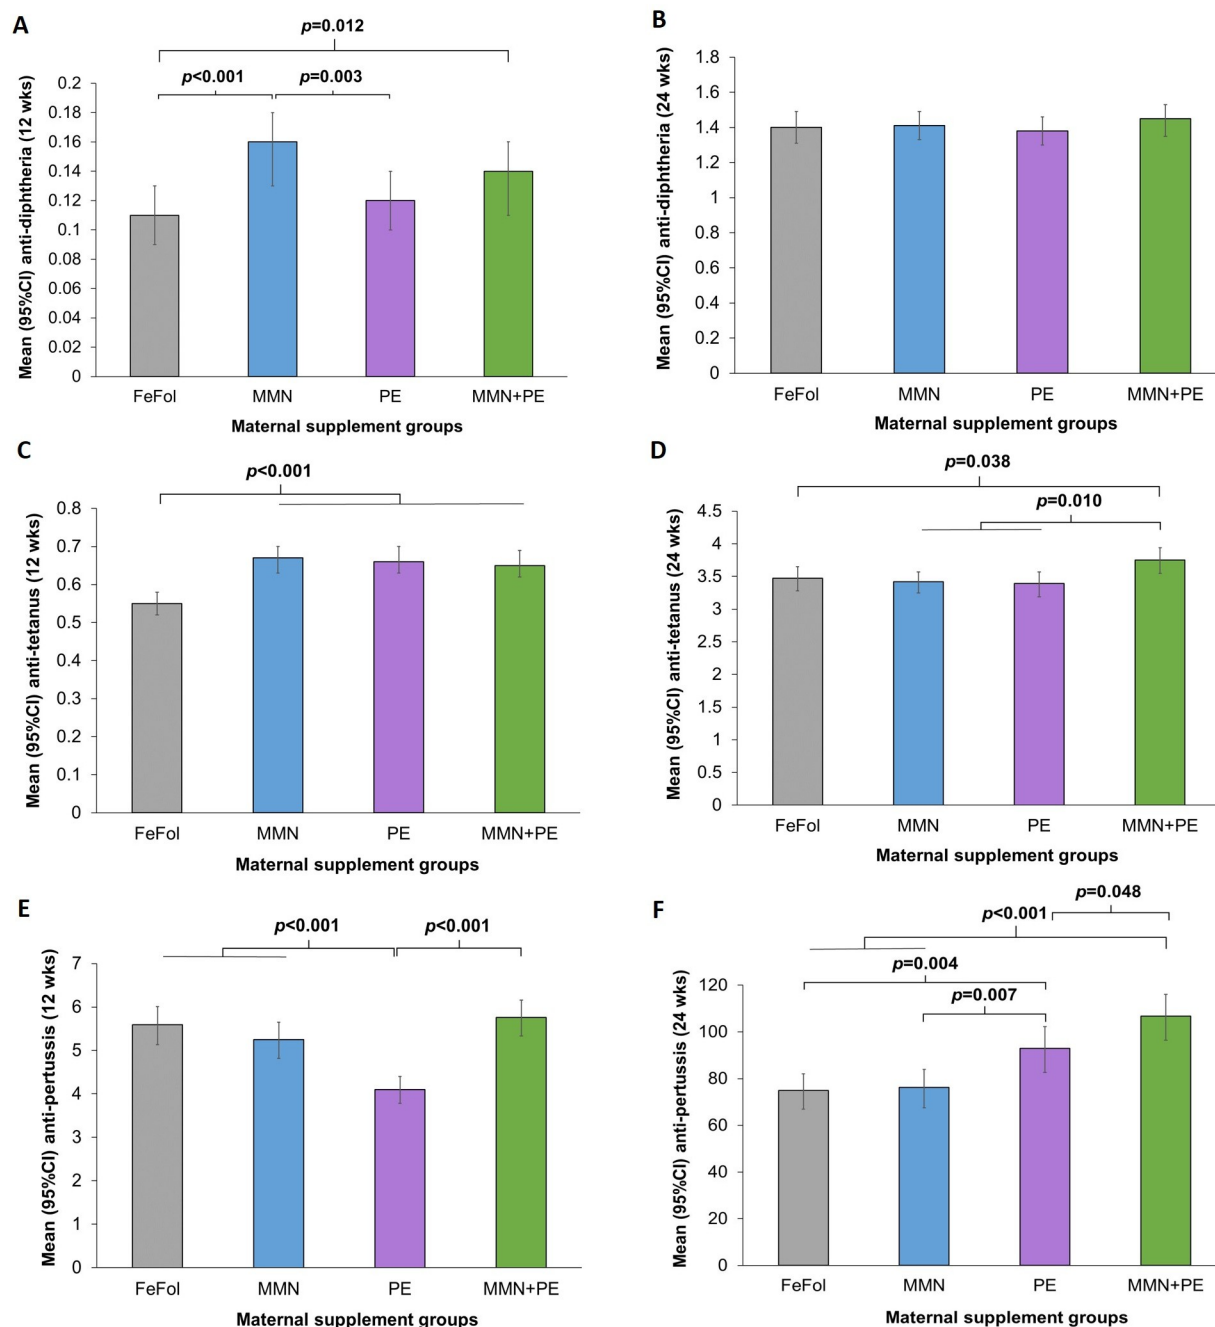 A
p=0.012
p<0.001
p=0.003
0.2
0.18
0.16
0.14
0.12
0.1
0.08
0.06
0.04
0.02
0
Mean (95%CI) anti-diphtheria (12 wks)
FeFol MMN PE MMN+PE
Maternal supplement groups
B
1.8
1.6
1.4
1.2
1
0.8
0.6
0.4
0.2
0
Mean (95%CI) anti-diphtheria (24 wks)
FeFol MMN PE MMN+PE
Maternal supplement groups
C
p<0.001
0.8
0.7
0.6
0.5
0.4
0.3
0.2
0.1
0
Mean (95%CI) anti-tetanus (12 wks)
FeFol MMN PE MMN+PE
Maternal supplement groups
D
p=0.038
p=0.010
4.5
4
3.5
3
2.5
2
1.5
1
0.5
0
Mean (95%CI) anti-tetanus (24 wks)
FeFol MMN PE MMN+PE
Maternal supplement groups
E
p<0.001
p<0.001
7
6
5
4
3
2
1
0
Mean (95%CI) anti-pertussis (12 wks)
FeFol MMN PE MMN+PE
Maternal supplement groups
F
p=0.048
p<0.001
p=0.004
p=0.007
120
100
80
60
40
20
0
Mean (95%CI) anti-pertussis (24 wks)
FeFol MMN PE MMN+PE
Maternal supplement groups